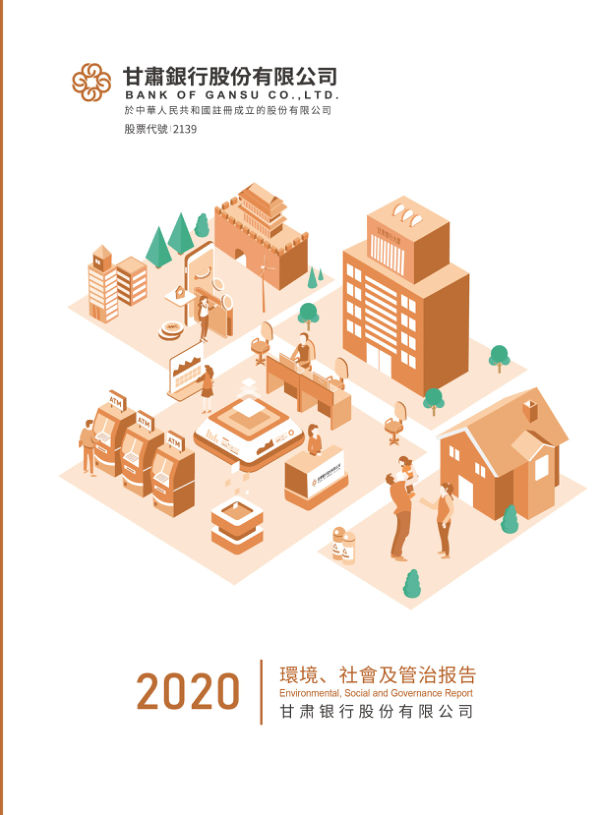 甘肅銀行股份有限公司
BANK OF GANSU CO.,LTD.
於中華人民共和國註冊成立的股份有限公司
股票代號 2139
ATM
ATM
ATM
2020
環境、社會及管治报告
Environmental, Social and Governance Report
甘肃银行股份有限公司